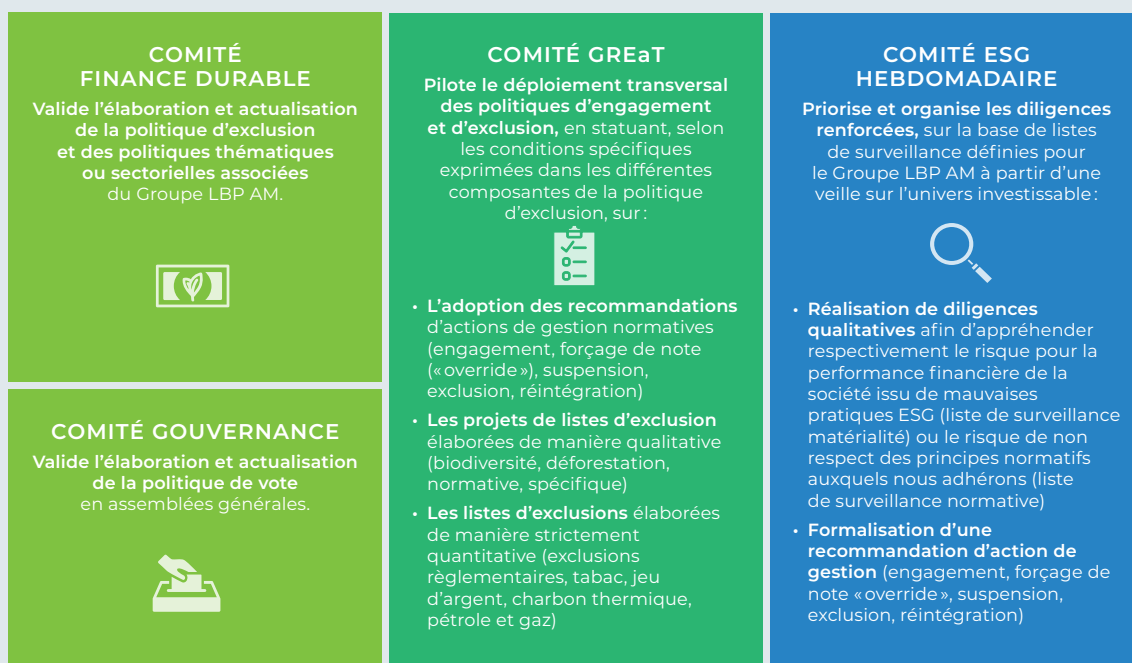 COMITÉ
FINANCE DURABLE
Valide l'élaboration et actualisation
de la politique d'exclusion
et des politiques thématiques
ou sectorielles associées
du Groupe LBP AM.
COMITÉ GOUVERNANCE
Valide l'élaboration et actualisation
de la politique de vote
en assemblées générales.
COMITÉ GREaT
Pilote le déploiement transversal
des politiques d'engagement
et d'exclusion, en statuant, selon
les conditions spécifiques
exprimées dans les différentes
composantes de la politique
d'exclusion, sur :
• L'adoption des recommandations
d'actions de gestion normatives
(engagement, forçage de note
(« override »), suspension,
exclusion, réintégration)
• Les projets de listes d'exclusion
élaborées de manière qualitative
(biodiversité, déforestation,
normative, spécifique)
• Les listes d'exclusions élaborées
de manière strictement
quantitative (exclusions
règlementaires, tabac, jeu
d'argent, charbon thermique,
pétrole et gaz)
COMITÉ ESG
HEBDOMADAIRE
Priorise et organise les diligences
renforcées, sur la base de listes
de surveillance définies pour
le Groupe LBP AM à partir d'une
veille sur l'univers investissable :
• Réalisation de diligences
qualitatives afin d'appréhender
respectivement le risque pour la
performance financière de la
société issu de mauvaises
pratiques ESG (liste de surveillance
matérialité) ou le risque de non
respect des principes normatifs
auxquels nous adhérons (liste
de surveillance normative)
• Formalisation d'une
recommandation d'action de
gestion (engagement, forçage de
note « override », suspension,
exclusion, réintégration)